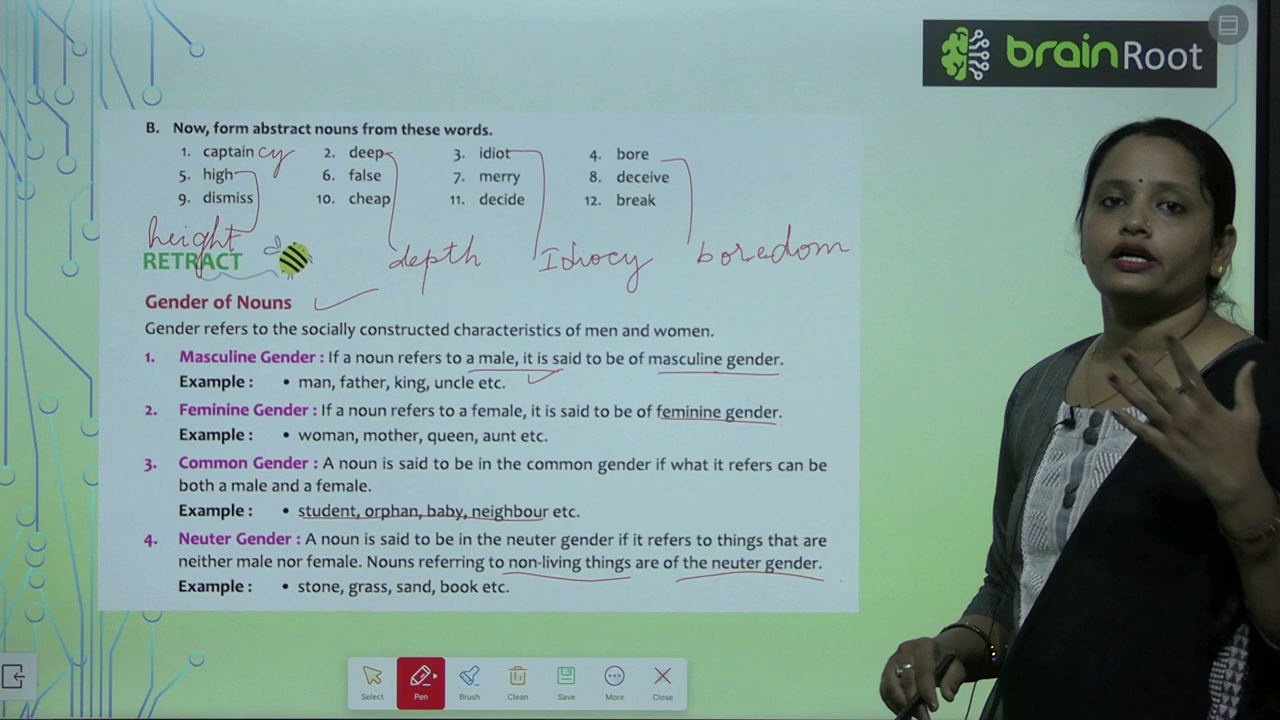 brainRoot
B. Now, form abstract nouns from these words.
1. captain cy 2. deep 3. idiot 4. bore
5. high 6. false 7. merry 8. deceive
9. dismiss 10. cheap 11. decide 12. break
height depth Idiocy boredom
RETRACT
Gender of Nouns
Gender refers to the socially constructed characteristics of men and women.
1. Masculine Gender : If a noun refers to a male, it is said to be of masculine gender.
Example : • man, father, king, uncle etc.
2. Feminine Gender : If a noun refers to a female, it is said to be of feminine gender.
Example : • woman, mother, queen, aunt etc.
3. Common Gender : A noun is said to be in the common gender if what it refers can be
both a male and a female.
Example : • student, orphan, baby, neighbour etc.
4. Neuter Gender : A noun is said to be in the neuter gender if it refers to things that are
neither male nor female. Nouns referring to non-living things are of the neuter gender.
Example : • stone, grass, sand, book etc.
Select Pen Brush Clean Save More Close